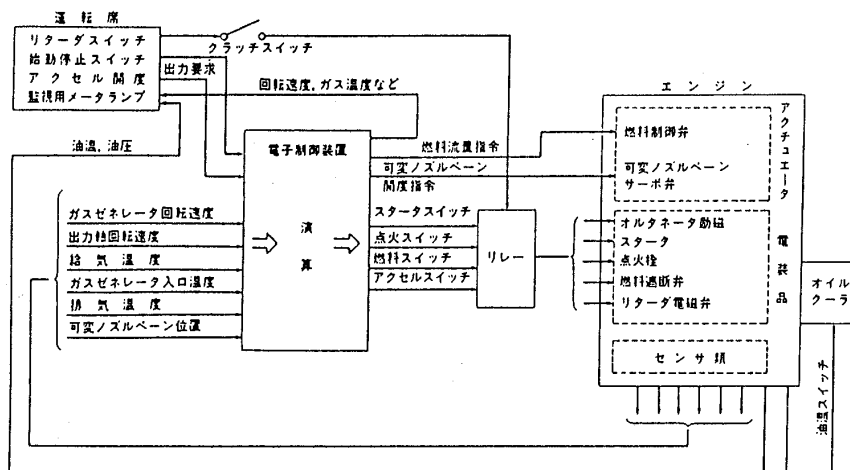 運転席
リターダスイッチ
始動停止スイッチ
アクセル開度
監視用メータランプ
クラッチスイッチ
出力要求
回転速度,ガス温度など
油温,油圧
電子制御装置
演算
ガスゼネレータ回転速度
出力軸回転速度
給気温度
ガスゼネレータ入口温度
排気温度
可変ノズルベーン位置
燃料流量指令
可変ノズルベーン
開度指令
スタータスイッチ
点火スイッチ
燃料スイッチ
アクセルスイッチ
リレー
エンジン
アクチュエータ
燃料制御弁
可変ノズルベーン
サーボ弁
電装品
オルタネータ励磁
スタータ
点火栓
燃料遮断弁
リターダ電磁弁
センサ類
オイル
クーラ
油温スイッチ